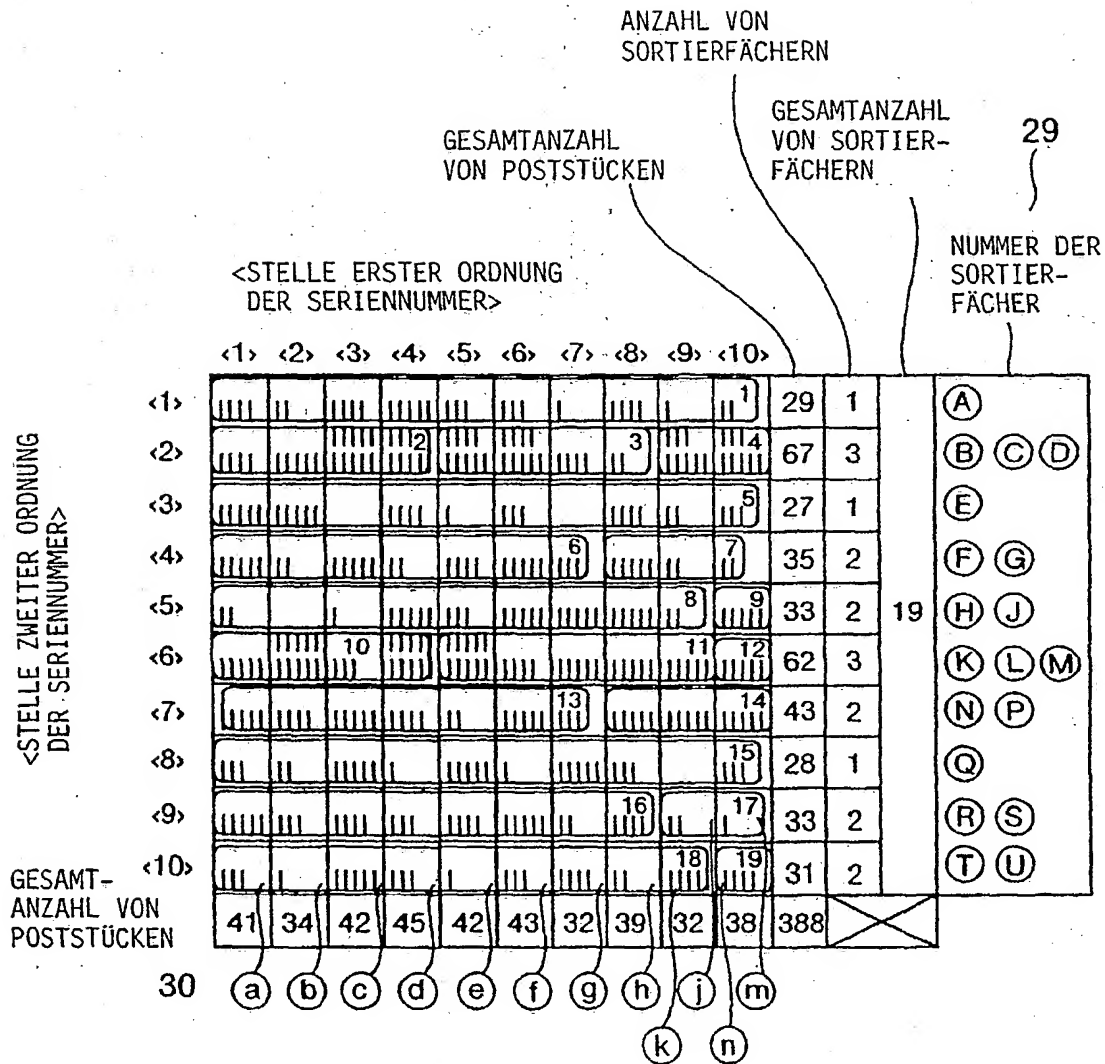 ANZAHL VON
SORTIERFÄCHERN
GESAMTANZAHL
VON SORTIER-
FÄCHERN
29
GESAMTANZAHL
VON POSTSTÜCKEN
NUMMER DER
SORTIER-
FÄCHER
<STELLE ERSTER ORDNUNG
DER SERIENNUMMER>
<1> <2> <3> <4> <5> <6> <7> <8> <9> <10>
<STELLE ZWEITER ORDNUNG
DER SERIENNUMMER>
<1> 1 29 1 A
<2> 2 3 4 67 3 B C D
<3> 5 27 1 E
<4> 6 7 35 2 F G
<5> 8 9 33 2 19 H J
<6> 10 11 12 62 3 K L M
<7> 13 14 43 2 N P
<8> 15 28 1 Q
<9> 16 17 33 2 R S
<10> 18 19 31 2 T U
GESAMT-
ANZAHL VON
POSTSTÜCKEN
41 34 42 45 42 43 32 39 32 38 388
30
a b c d e f g h j m
k n